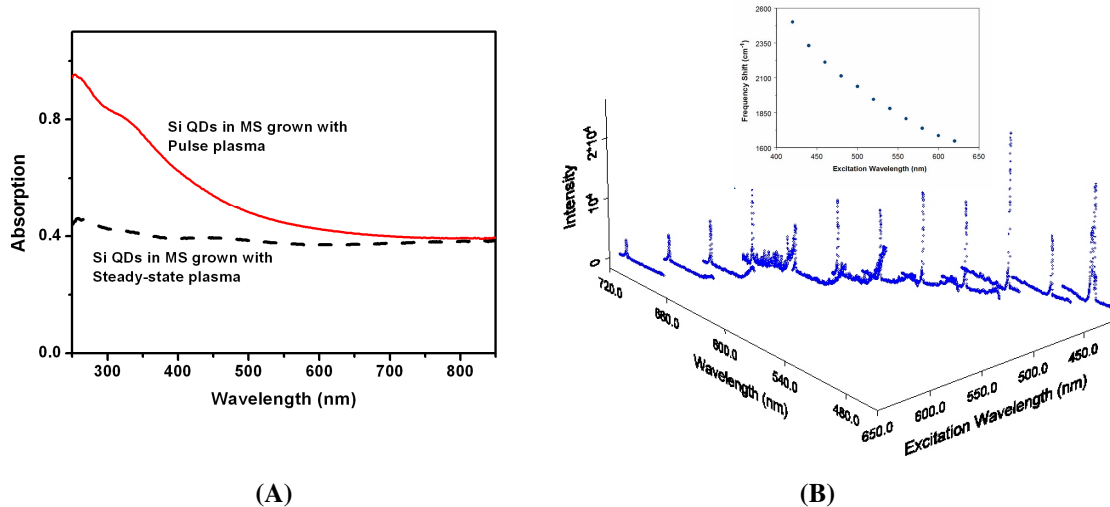 0.8
0.4
0.0
Absorption
Si QDs in MS grown with
Pulse plasma
Si QDs in MS grown with
Steady-state plasma
300 400 500 600 700 800
Wavelength (nm)
(A)
2600
2350
2100
1850
1600
Frequency Shift (cm⁻¹)
400 450 500 550 600 650
Excitation Wavelength (nm)
2*10⁴
10⁴
0
Intensity
720.0
660.0
600.0
540.0
480.0
Wavelength (nm)
650.0
600.0
550.0
500.0
450.0
Excitation Wavelength (nm)
(B)